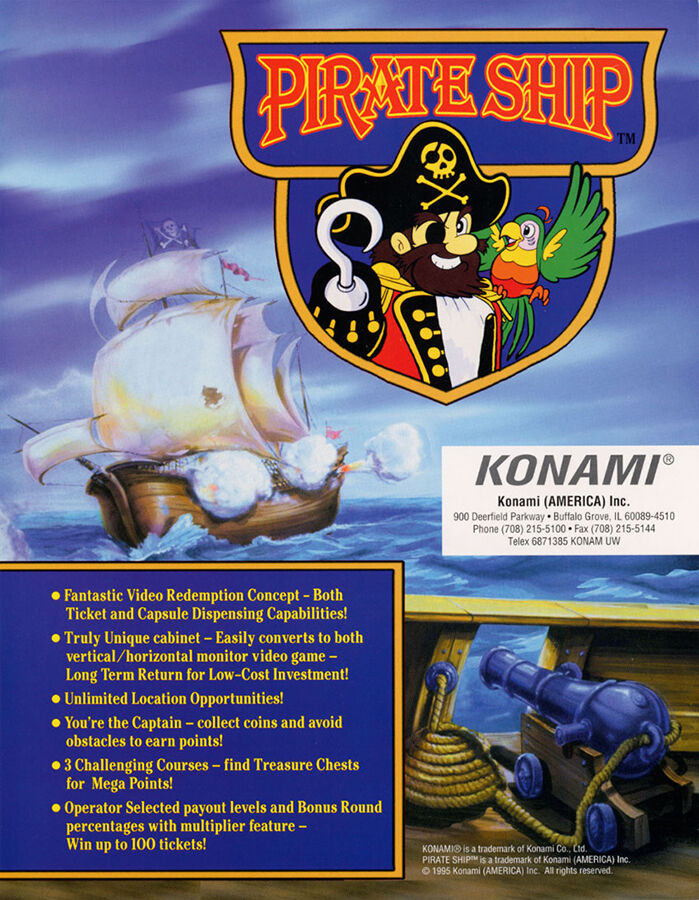 PIRATE SHIP™
KONAMI®
Konami (AMERICA) Inc.
900 Deerfield Parkway • Buffalo Grove, IL 60089-4510
Phone (708) 215-5100 • Fax (708) 215-5144
Telex 6871385 KONAM UW
• Fantastic Video Redemption Concept – Both
Ticket and Capsule Dispensing Capabilities!
• Truly Unique cabinet – Easily converts to both
vertical/horizontal monitor video game –
Long Term Return for Low-Cost Investment!
• Unlimited Location Opportunities!
• You're the Captain – collect coins and avoid
obstacles to earn points!
• 3 Challenging Courses – find Treasure Chests
for Mega Points!
• Operator Selected payout levels and Bonus Round
percentages with multiplier feature –
Win up to 100 tickets!
KONAMI® is a trademark of Konami Co., Ltd.
PIRATE SHIP™ is a trademark of Konami (AMERICA) Inc.
© 1995 Konami (AMERICA) Inc. All rights reserved.